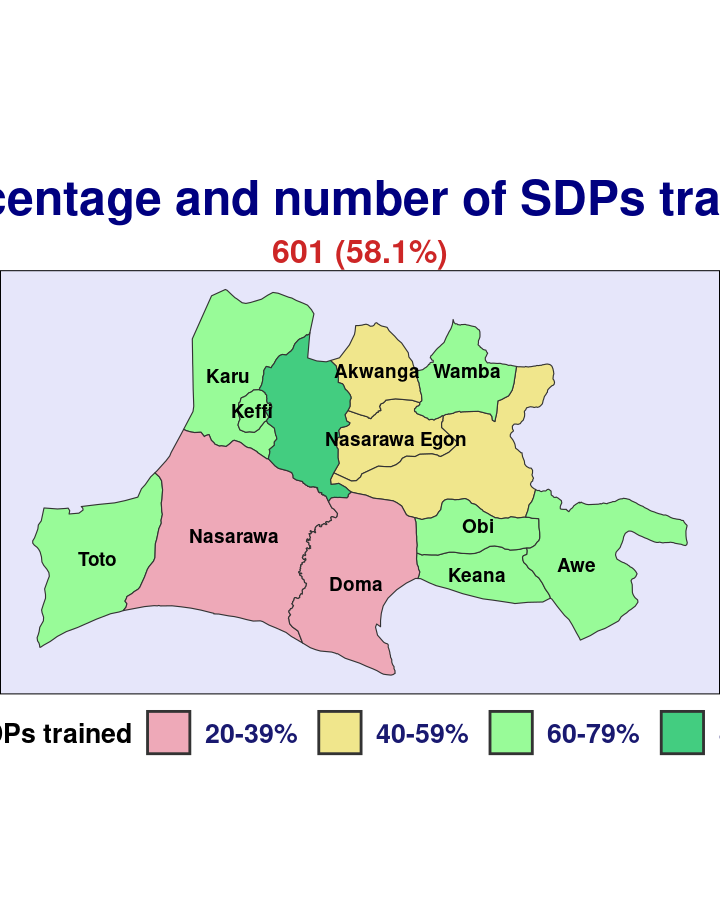 centage and number of SDPs tra
601 (58.1%)
Karu
Akwanga
Wamba
Keffi
Nasarawa Egon
Nasarawa
Obi
Toto
Awe
Keana
Doma
DPs trained 20-39% 40-59% 60-79%